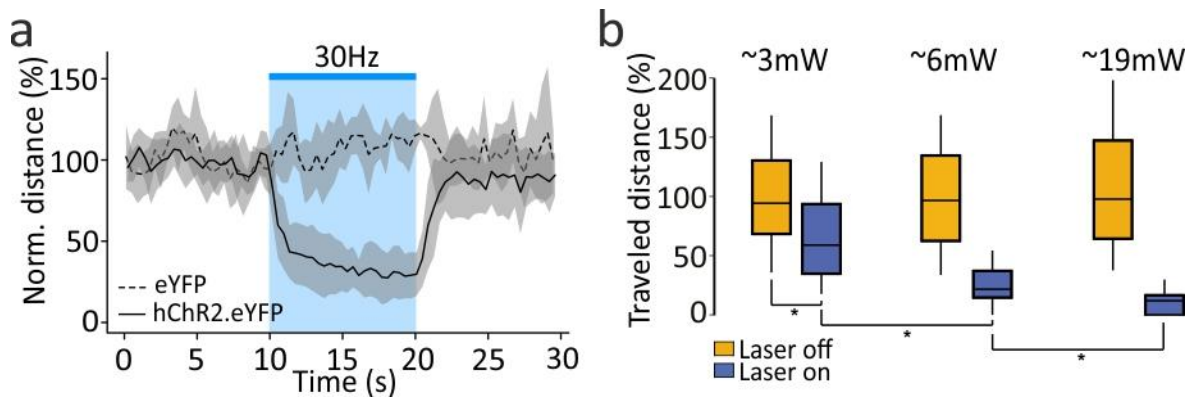 a
Norm. distance (%)
150
100
50
0
30Hz
eYFP
hChR2.eYFP
0 5 10 15 20 25 30
Time (s)
b
Traveled distance (%)
~3mW ~6mW ~19mW
200
150
100
50
0
* * *
Laser off
Laser on